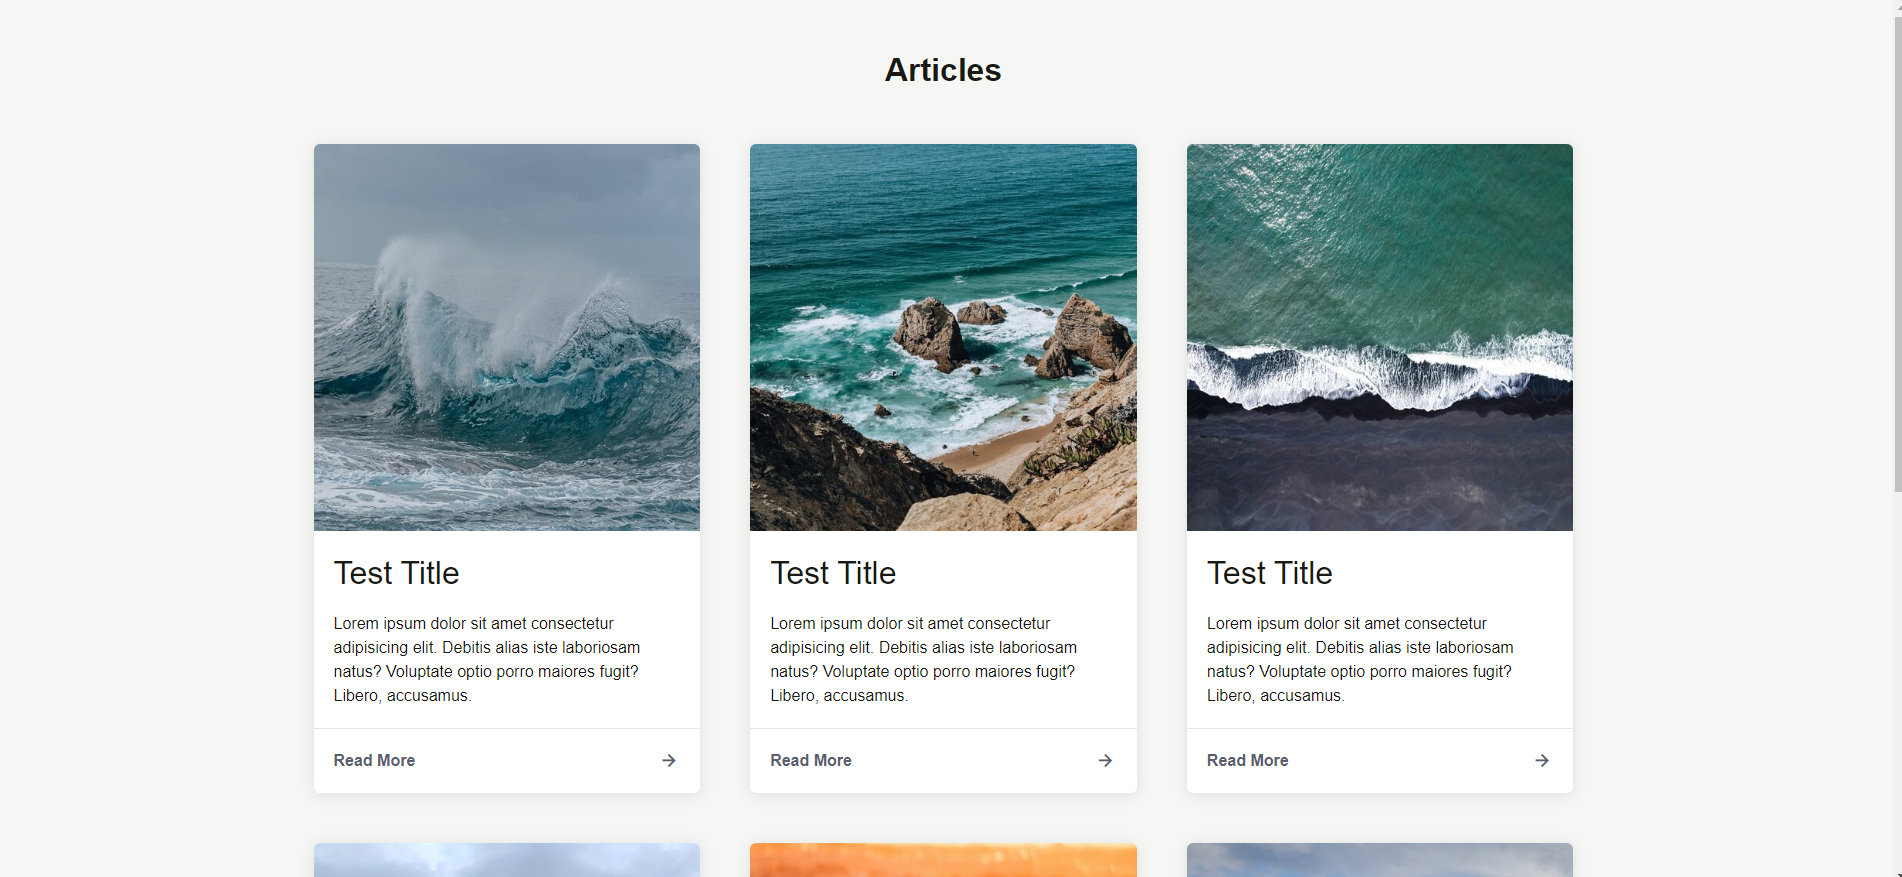 Articles
Test Title
Lorem ipsum dolor sit amet consectetur
adipisicing elit. Debitis alias iste laboriosam
natus? Voluptate optio porro maiores fugit?
Libero, accusamus.
Read More
Test Title
Lorem ipsum dolor sit amet consectetur
adipisicing elit. Debitis alias iste laboriosam
natus? Voluptate optio porro maiores fugit?
Libero, accusamus.
Read More
Test Title
Lorem ipsum dolor sit amet consectetur
adipisicing elit. Debitis alias iste laboriosam
natus? Voluptate optio porro maiores fugit?
Libero, accusamus.
Read More